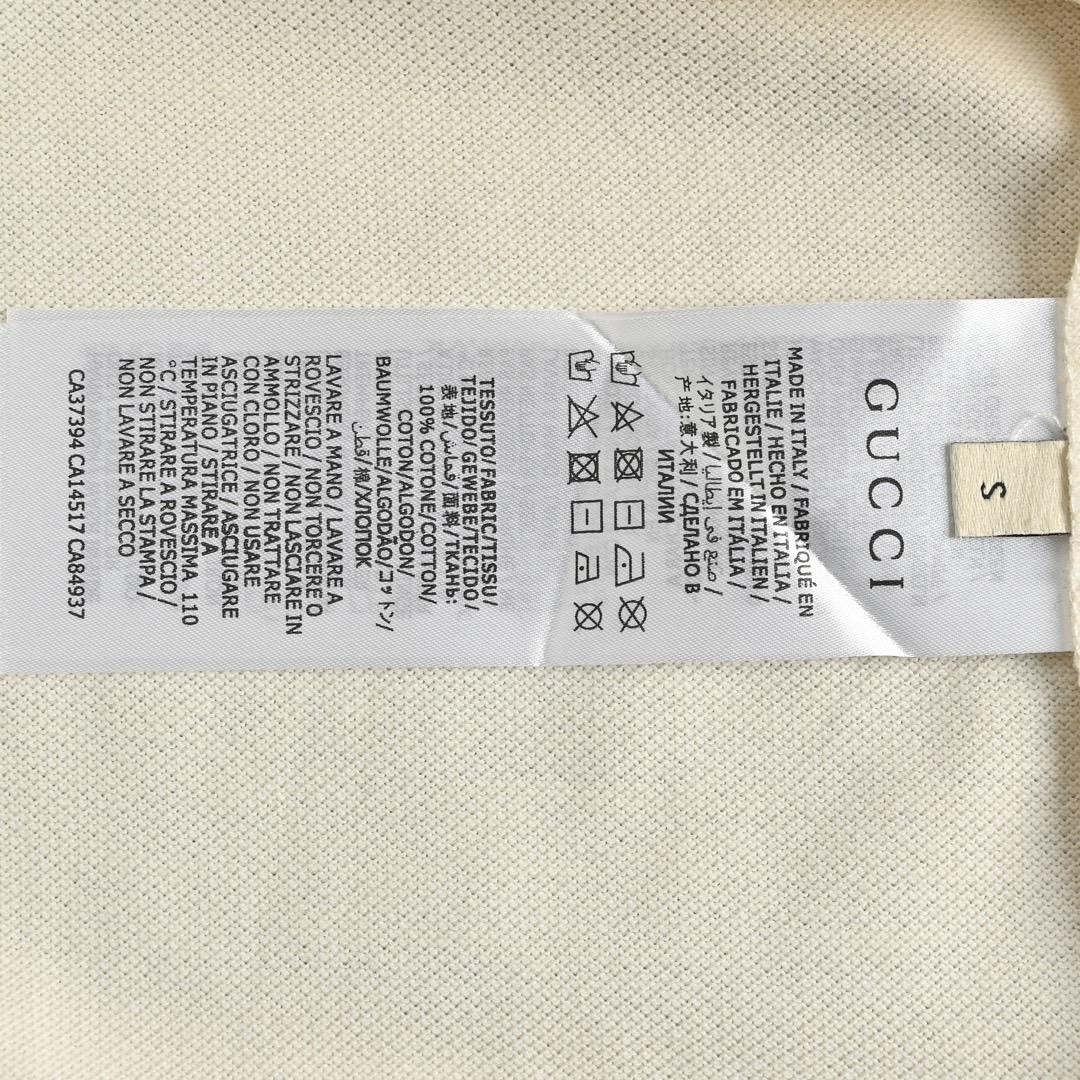 S
GUCCI
MADE IN ITALY / FABRIQUÉ EN
ITALIE / HECHO EN ITALIA /
HERGESTELLT IN ITALIEN /
FABRICADO EM ITÁLIA /
イタリア製 / صنع في إيطاليا /
产地:意大利 / СДЕЛАНО В
ИТАЛИИ
TESSUTO/FABRIC/TISSU/
TEJIDO/GEWEBE/TECIDO/
表地/قماش/面料/ТКАНЬ:
100% COTONE/COTTON/
COTON/ALGODON/
BAUMWOLLE/ALGODÃO/コットン/
قطن/棉/ХЛОПОК
LAVARE A MANO / LAVARE A
ROVESCIO / NON TORCERE O
STRIZZARE / NON LASCIARE IN
AMMOLLO / NON TRATTARE
CON CLORO / NON USARE
ASCIUGATRICE / ASCIUGARE
IN PIANO / STIRARE A
TEMPERATURA MASSIMA 110
°C / STIRARE A ROVESCIO /
NON STIRARE LA STAMPA /
NON LAVARE A SECCO
CA37394 CA14517 CA84937